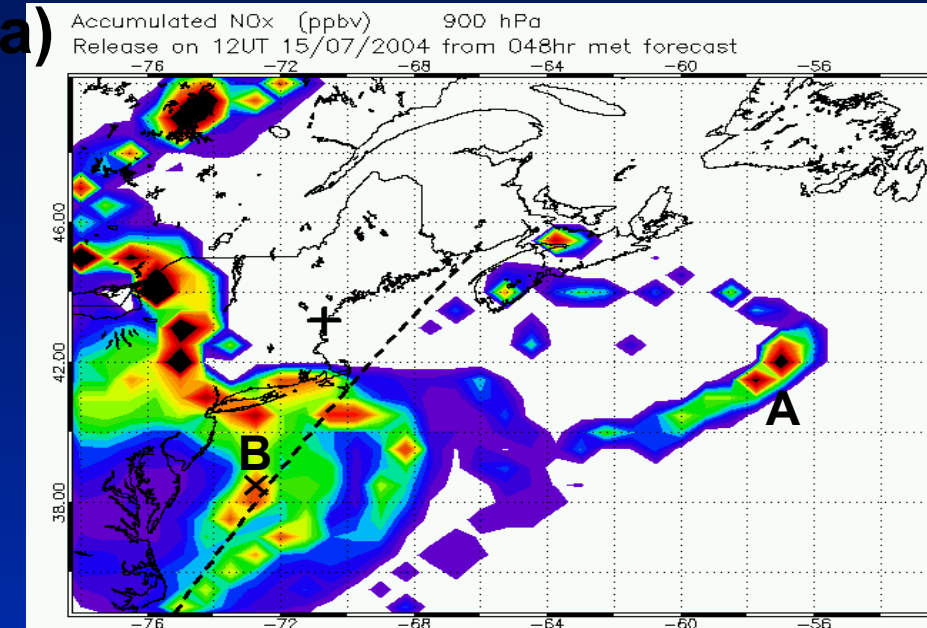 a)
Accumulated NOx (ppbv) 900 hPa
Release on 12UT 15/07/2004 from 048hr met forecast
-76 -72 -68 -64 -60 -56
46.00
42.00
A
B
38.00
-76 -72 -68 -64 -60 -56